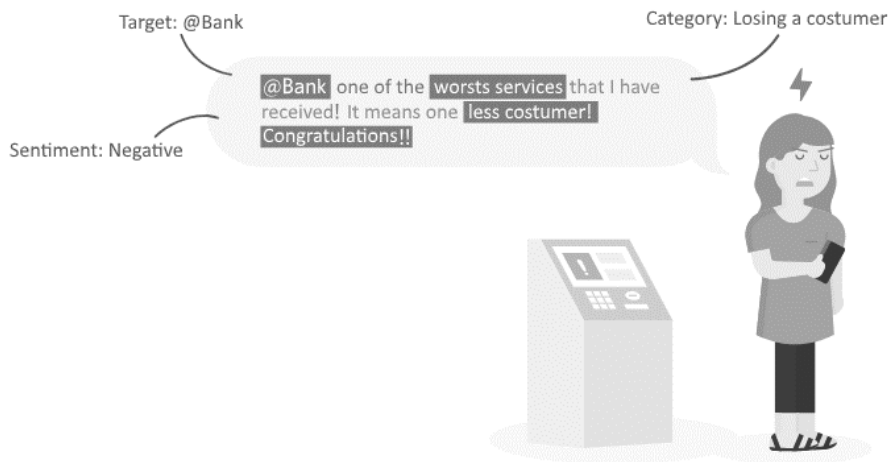 Target: @Bank
Category: Losing a costumer
@Bank one of the worsts services that I have
received! It means one less costumer!
Congratulations!!
Sentiment: Negative
!